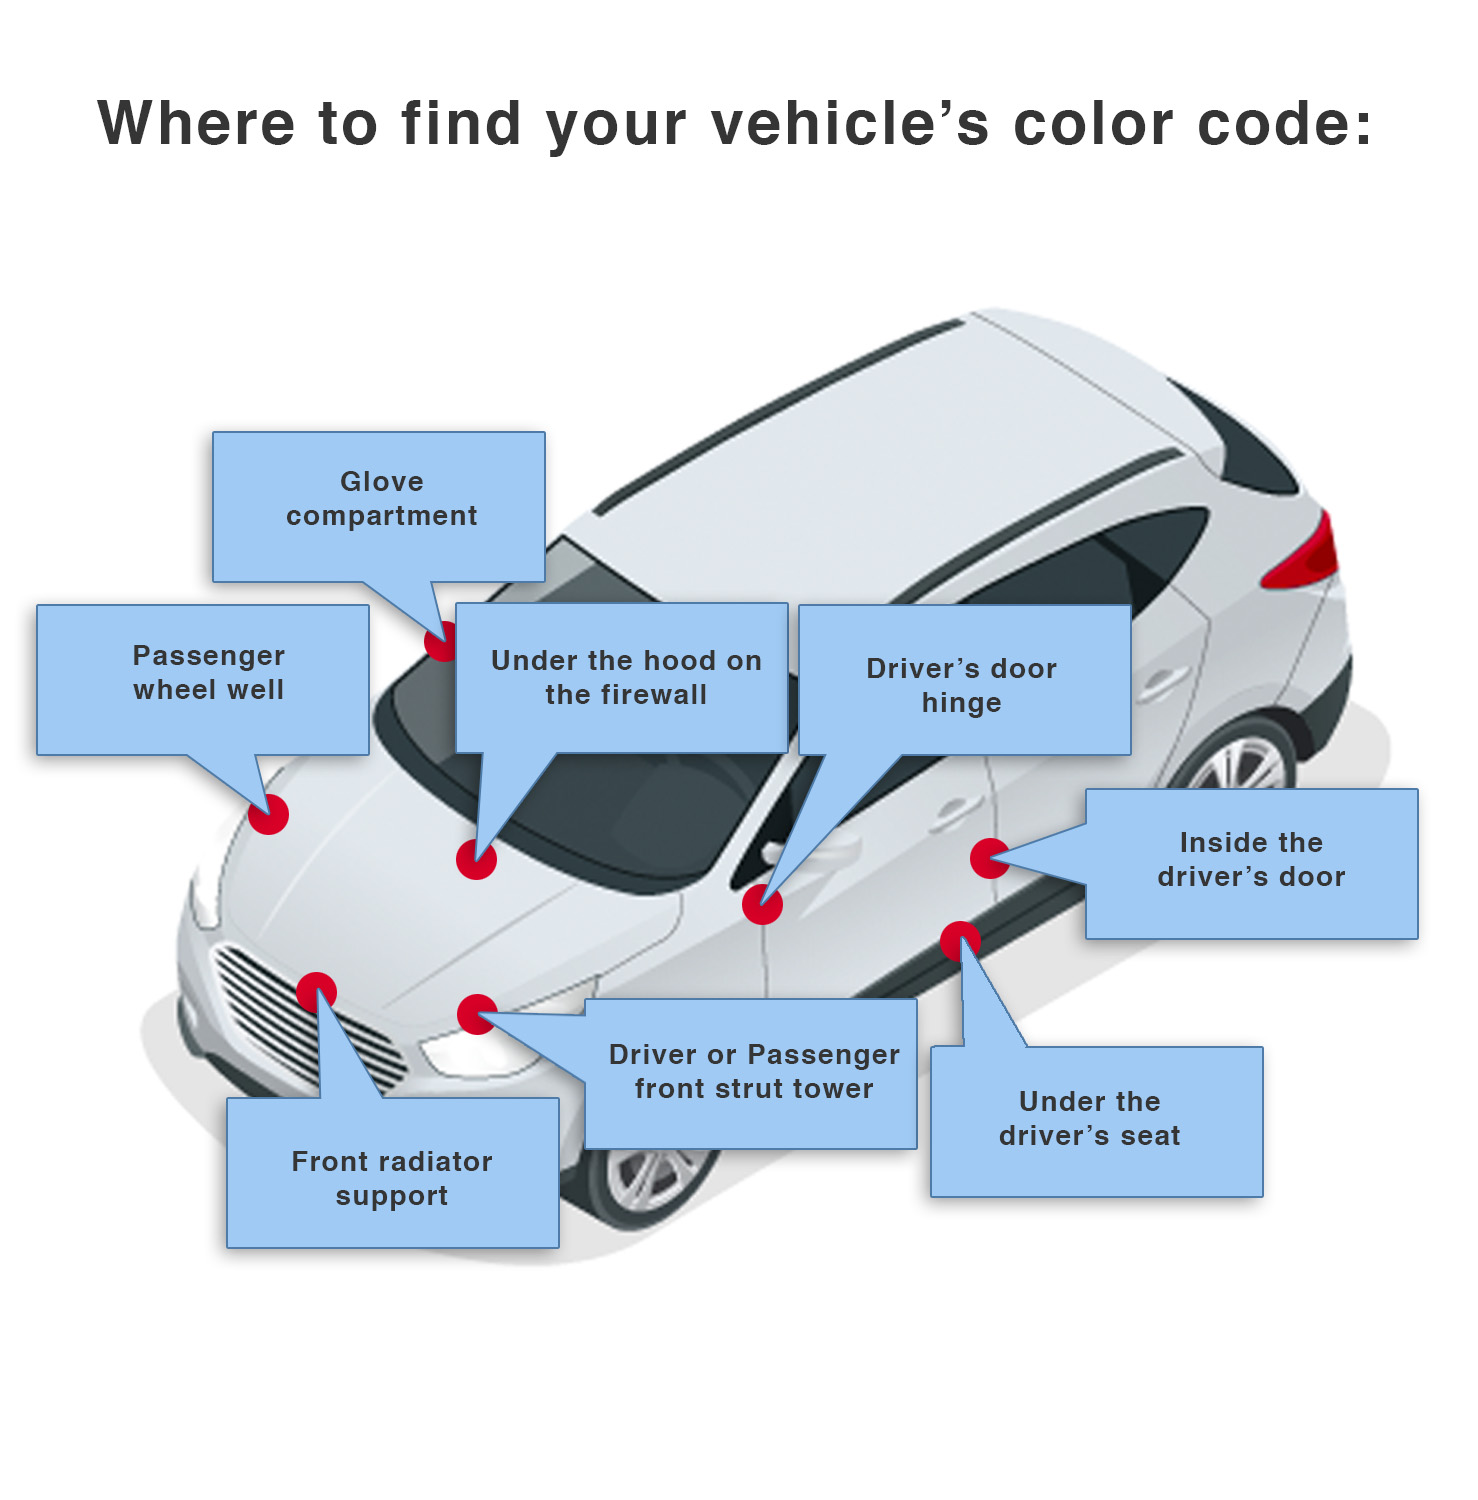 Where to find your vehicle’s color code:
Glove
compartment
Passenger
wheel well
Under the hood on
the firewall
Driver’s door
hinge
Inside the
driver’s door
Driver or Passenger
front strut tower
Under the
driver’s seat
Front radiator
support